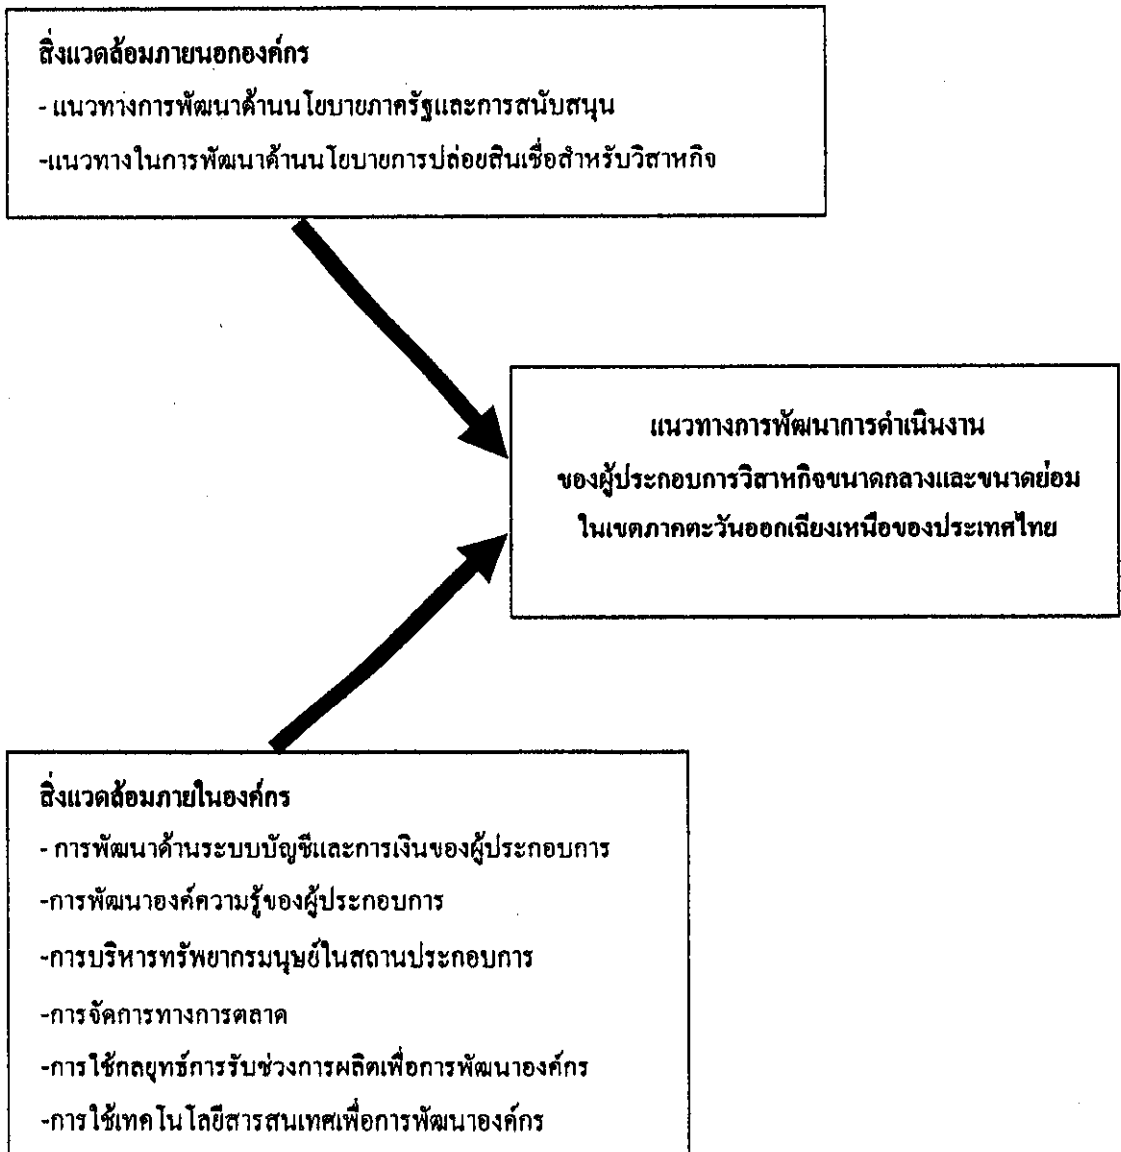 สิ่งแวดล้อมภายนอกองค์กร
- แนวทางการพัฒนาด้านนโยบายภาครัฐและการสนับสนุน
-แนวทางในการพัฒนาด้านนโยบายการปล่อยสินเชื่อสำหรับวิสาหกิจ
แนวทางการพัฒนาการดำเนินงาน
ของผู้ประกอบการวิสาหกิจขนาดกลางและขนาดย่อม
ในเขตภาคตะวันออกเฉียงเหนือของประเทศไทย
สิ่งแวดล้อมภายในองค์กร
- การพัฒนาด้านระบบบัญชีและการเงินของผู้ประกอบการ
-การพัฒนาองค์ความรู้ของผู้ประกอบการ
-การบริหารทรัพยากรมนุษย์ในสถานประกอบการ
-การจัดการทางการตลาด
-การใช้กลยุทธ์การรับช่วงการผลิตเพื่อการพัฒนาองค์กร
-การใช้เทคโนโลยีสารสนเทศเพื่อการพัฒนาองค์กร